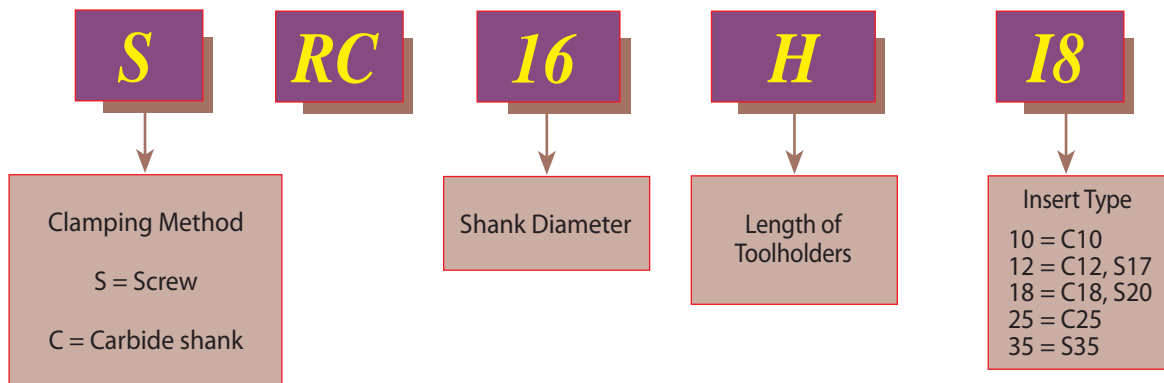 S RC 16 H I8
Clamping Method
S = Screw
C = Carbide shank
Shank Diameter
Length of
Toolholders
Insert Type
10 = C10
12 = C12, S17
18 = C18, S20
25 = C25
35 = S35